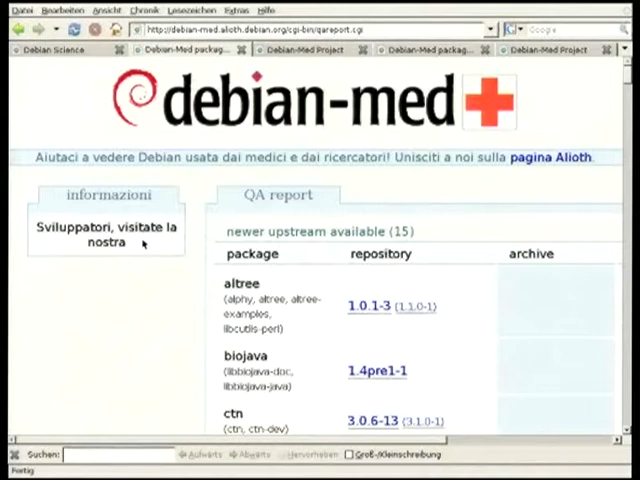 Datei Bearbeiten Ansicht Chronik Lesezeichen Extras Hilfe
http://debian-med.alioth.debian.org/cgi-bin/qareport.cgi
Google
Debian Science
Debian-Med packag...
Debian-Med Project
Debian-Med packag...
Debian-Med Project
debian-med
Aiutaci a vedere Debian usata dai medici e dai ricercatori! Unisciti a noi sulla pagina Alioth.
informazioni
Sviluppatori, visitate la
nostra
QA report
newer upstream available (15)
package repository archive
altree
(alphy, altree, altree-
examples,
libcutils-perl)
1.0.1-3 (1.1.0-1)
biojava
(libbiojava-doc,
libbiojava-java)
1.4pre1-1
ctn
(ctn, ctn-dev)
3.0.6-13 (3.1.0-1)
Suchen: Aufwärts Abwärts Hervorheben Groß-/Kleinschreibung
Fertig